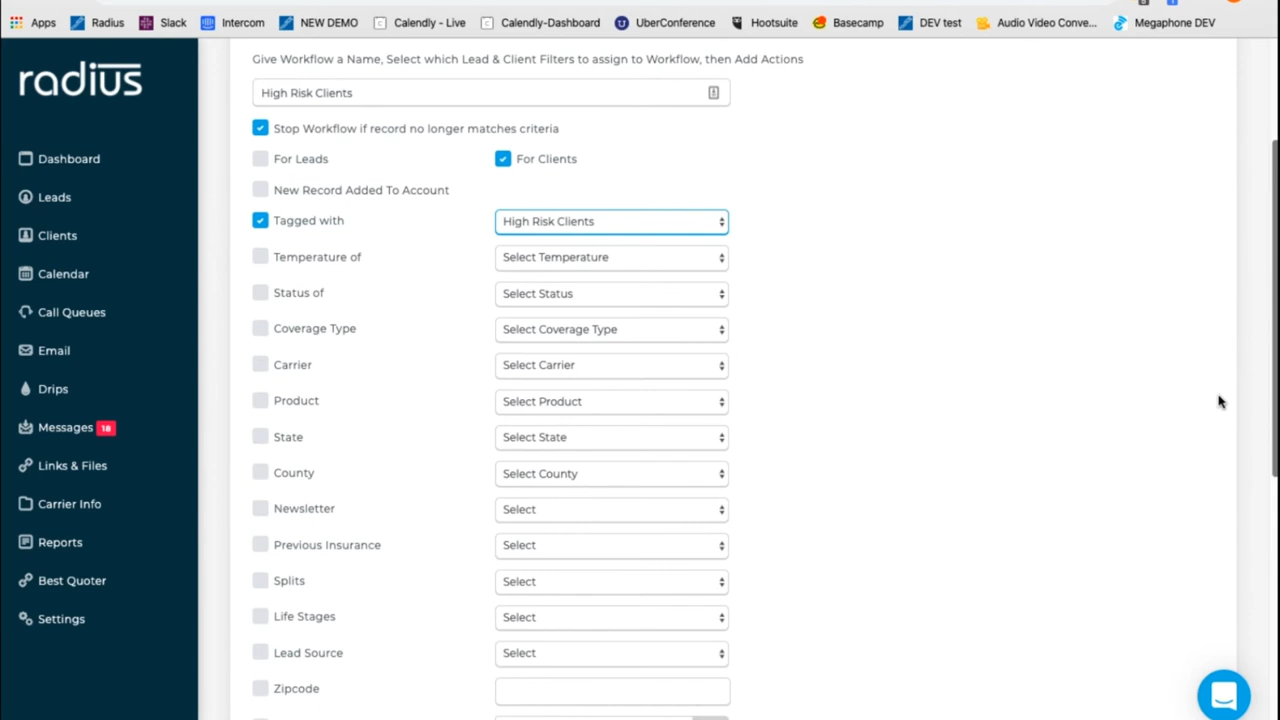 Apps Radius Slack Intercom NEW DEMO Calendly - Live Calendly-Dashboard UberConference Hootsuite Basecamp DEV test Audio Video Conve... Megaphone DEV
radius
Dashboard
Leads
Clients
Calendar
Call Queues
Email
Drips
Messages 18
Links & Files
Carrier Info
Reports
Best Quoter
Settings
Give Workflow a Name, Select which Lead & Client Filters to assign to Workflow, then Add Actions
High Risk Clients
Stop Workflow if record no longer matches criteria
For Leads For Clients
New Record Added To Account
Tagged with High Risk Clients
Temperature of Select Temperature
Status of Select Status
Coverage Type Select Coverage Type
Carrier Select Carrier
Product Select Product
State Select State
County Select County
Newsletter Select
Previous Insurance Select
Splits Select
Life Stages Select
Lead Source Select
Zipcode